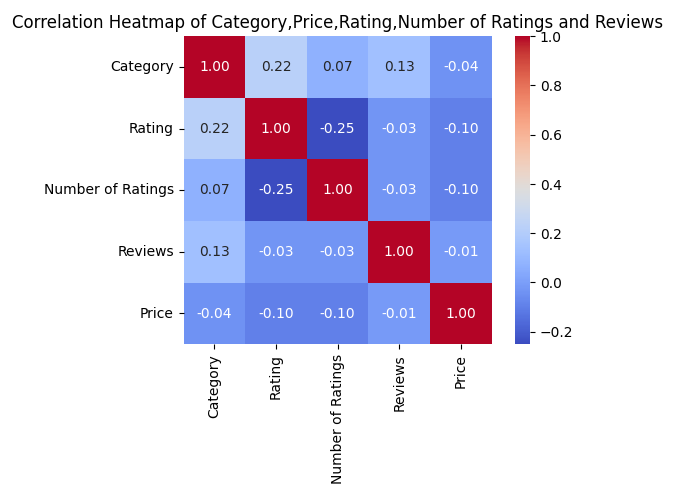 Correlation Heatmap of Category,Price,Rating,Number of Ratings and Reviews
Category 1.00 0.22 0.07 0.13 -0.04
Rating 0.22 1.00 -0.25 -0.03 -0.10
Number of Ratings 0.07 -0.25 1.00 -0.03 -0.10
Reviews 0.13 -0.03 -0.03 1.00 -0.01
Price -0.04 -0.10 -0.10 -0.01 1.00
Category
Rating
Number of Ratings
Reviews
Price
1.0
0.8
0.6
0.4
0.2
0.0
−0.2